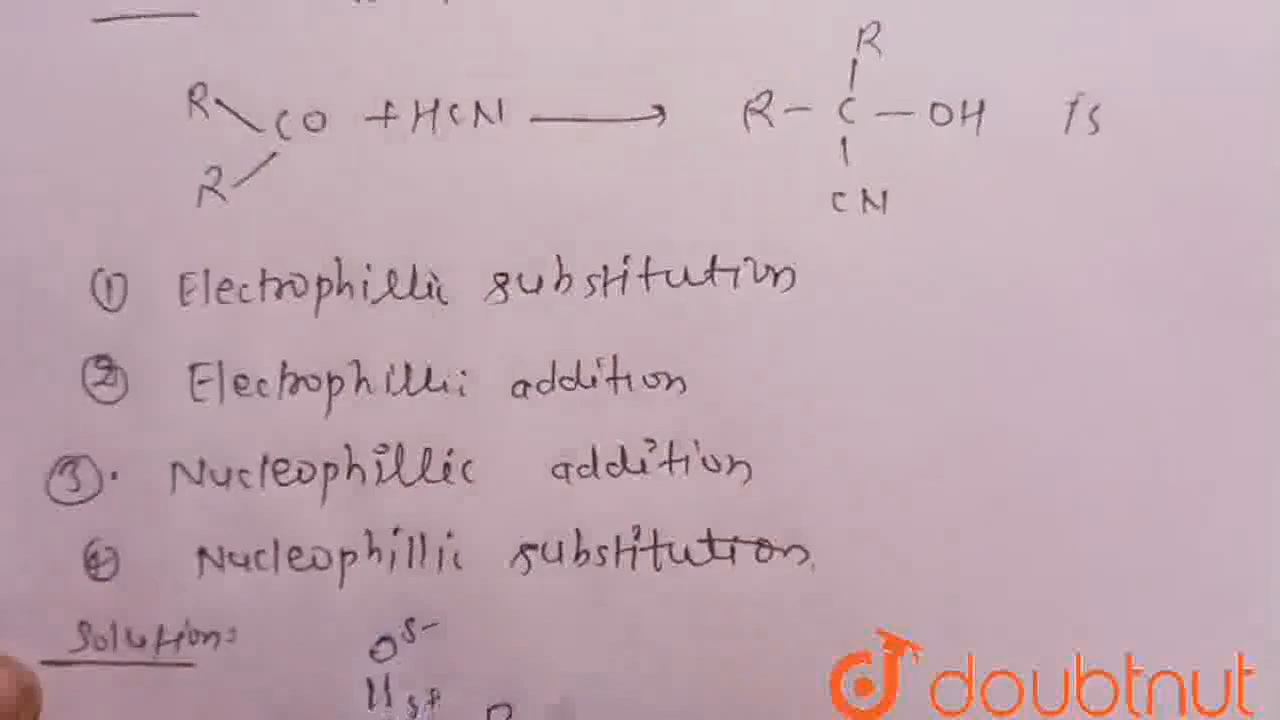 R
R CO + HCN ⟶ R - C - OH is
R CN
① Electrophillic substitution
② Electrophillic addition
③. Nucleophillic addition
④ Nucleophillic substitution.
Solution:
O δ-
|| δ+
R
doubtnut